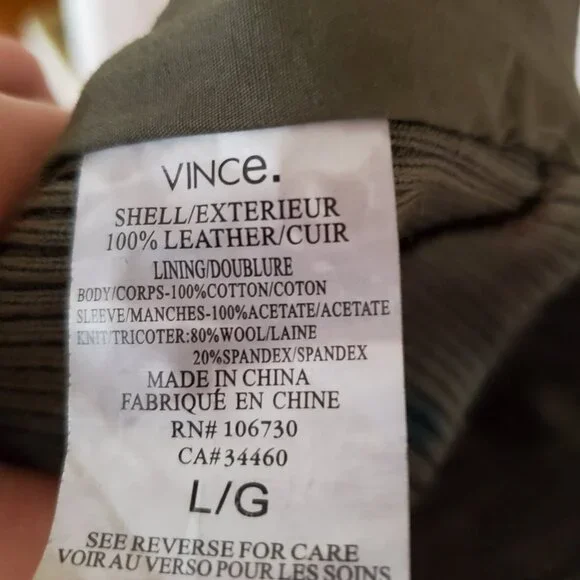 VINCe.
SHELL/EXTERIEUR
100% LEATHER/CUIR
LINING/DOUBLURE
BODY/CORPS-100%COTTON/COTON
SLEEVE/MANCHES-100%ACETATE/ACETATE
KNIT/TRICOTER:80%WOOL/LAINE
20%SPANDEX/SPANDEX
MADE IN CHINA
FABRIQUÉ EN CHINE
RN# 106730
CA#34460
L/G
SEE REVERSE FOR CARE
VOIR AU VERSO POUR LES SOINS